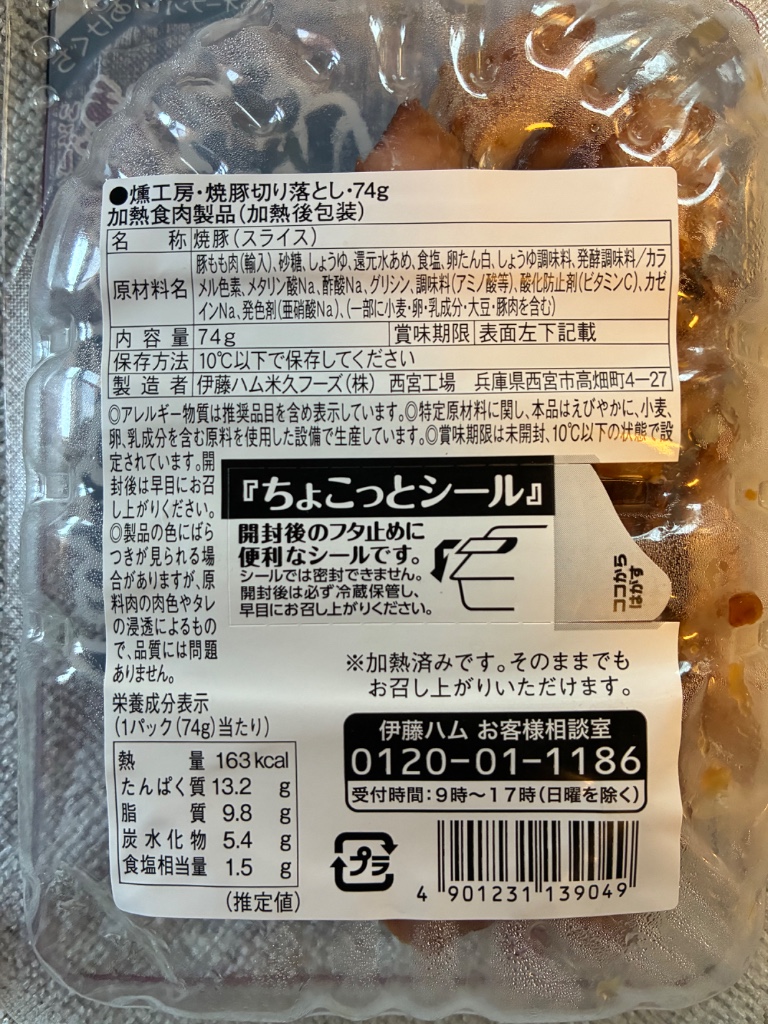 ●燻工房・焼豚切り落とし・74g
加熱食肉製品(加熱後包装)
名 称 焼豚(スライス)
原材料名 豚もも肉(輸入)、砂糖、しょうゆ、還元水あめ、食塩、卵たん白、しょうゆ調味料、発酵調味料/カラ
メル色素、メタリン酸Na、酢酸Na、グリシン、調味料(アミノ酸等)、酸化防止剤(ビタミンC)、カゼ
インNa、発色剤(亜硝酸Na)、(一部に小麦・卵・乳成分・大豆・豚肉を含む)
内容量 74g 賞味期限 表面左下記載
保存方法 10℃以下で保存してください
製造者 伊藤ハム米久フーズ(株) 西宮工場 兵庫県西宮市高畑町4−27
◎アレルギー物質は推奨品目を含め表示しています。◎特定原材料に関し、本品はえびやかに、小麦、
卵、乳成分を含む原料を使用した設備で生産しています。◎賞味期限は未開封、10℃以下の状態で設
定されています。開
封後は早目にお召
し上がりください。
◎製品の色にばら
つきが見られる場
合がありますが、原
料肉の肉色やタレ
の浸透によるもの
で、品質には問題
ありません。
『ちょこっとシール』
開封後のフタ止めに
便利なシールです。
シールでは密封できません。
開封後は必ず冷蔵保管し、
早目にお召し上がりください。
ココから
はがす
※加熱済みです。そのままでも
お召し上がりいただけます。
栄養成分表示
(1パック(74g)当たり)
熱 量 163kcal
たんぱく質 13.2 g
脂 質 9.8 g
炭水化物 5.4 g
食塩相当量 1.5 g
(推定値)
伊藤ハム お客様相談室
0120−01−1186
受付時間:9時〜17時(日曜を除く)
プラ
4 901231 139049